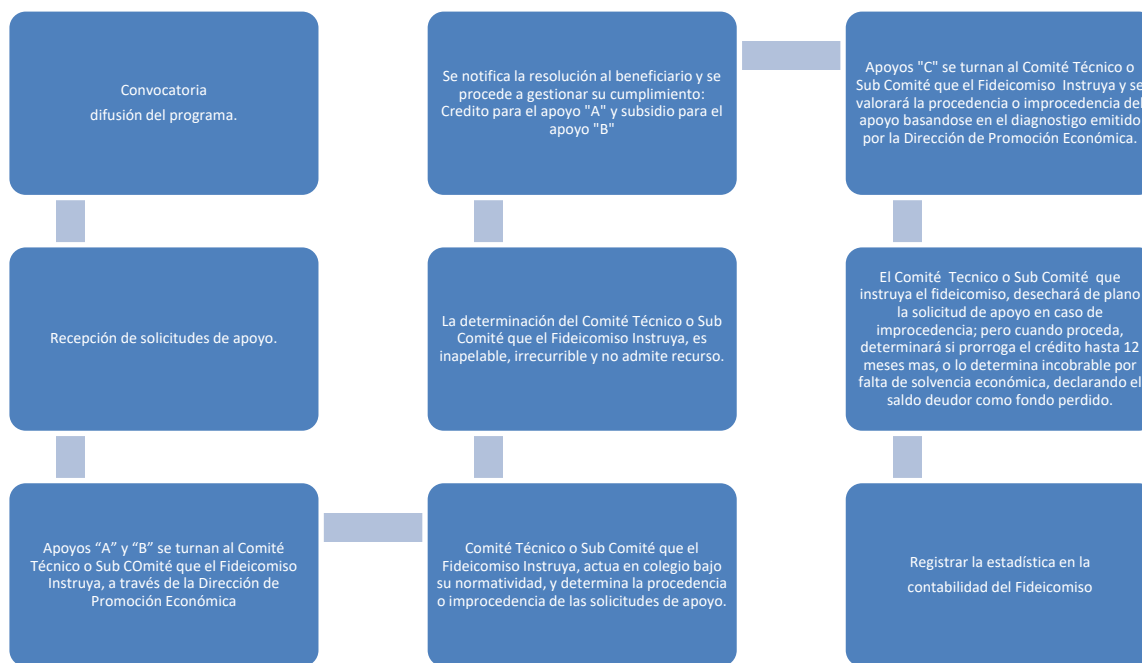 Convocatoria
difusión del programa.
Recepción de solicitudes de apoyo.
Apoyos “A” y “B” se turnan al Comité
Técnico o Sub COmité que el Fideicomiso
Instruya, a través de la Dirección de
Promoción Económica
Comité Técnico o Sub Comité que el
Fideicomiso Instruya, actua en colegio bajo
su normatividad, y determina la procedencia
o improcedencia de las solicitudes de apoyo.
La determinación del Comité Técnico o Sub
Comité que el Fideicomiso Instruya, es
inapelable, irrecurrible y no admite recurso.
Se notifica la resolución al beneficiario y se
procede a gestionar su cumplimiento:
Credito para el apoyo "A" y subsidio para el
apoyo "B"
Apoyos "C" se turnan al Comité Técnico o
Sub Comité que el Fideicomiso Instruya y se
valorará la procedencia o improcedencia del
apoyo basandose en el diagnostigo emitido
por la Dirección de Promoción Económica.
El Comité Tecnico o Sub Comité que
instruya el fideicomiso, desechará de plano
la solicitud de apoyo en caso de
improcedencia; pero cuando proceda,
determinará si prorroga el crédito hasta 12
meses mas, o lo determina incobrable por
falta de solvencia económica, declarando el
saldo deudor como fondo perdido.
Registrar la estadística en la
contabilidad del Fideicomiso